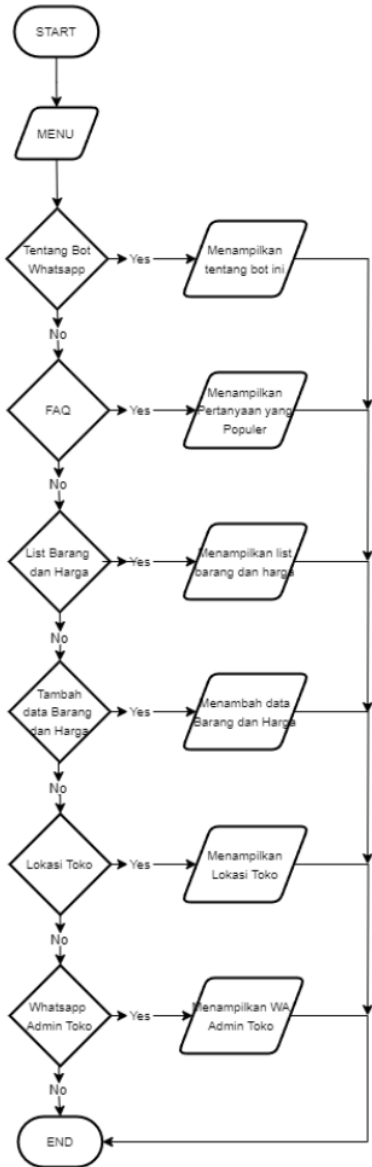 START
MENU
Tentang Bot
Whatsapp
Yes
Menampilkan
tentang bot ini
No
FAQ
Yes
Menampilkan
Pertanyaan yang
Populer
No
List Barang
dan Harga
Yes
Menampilkan list
barang dan harga
No
Tambah
data Barang
dan Harga
Yes
Menambah data
Barang dan Harga
No
Lokasi Toko
Yes
Menampilkan
Lokasi Toko
No
Whatsapp
Admin Toko
Yes
Menampilkan WA
Admin Toko
No
END